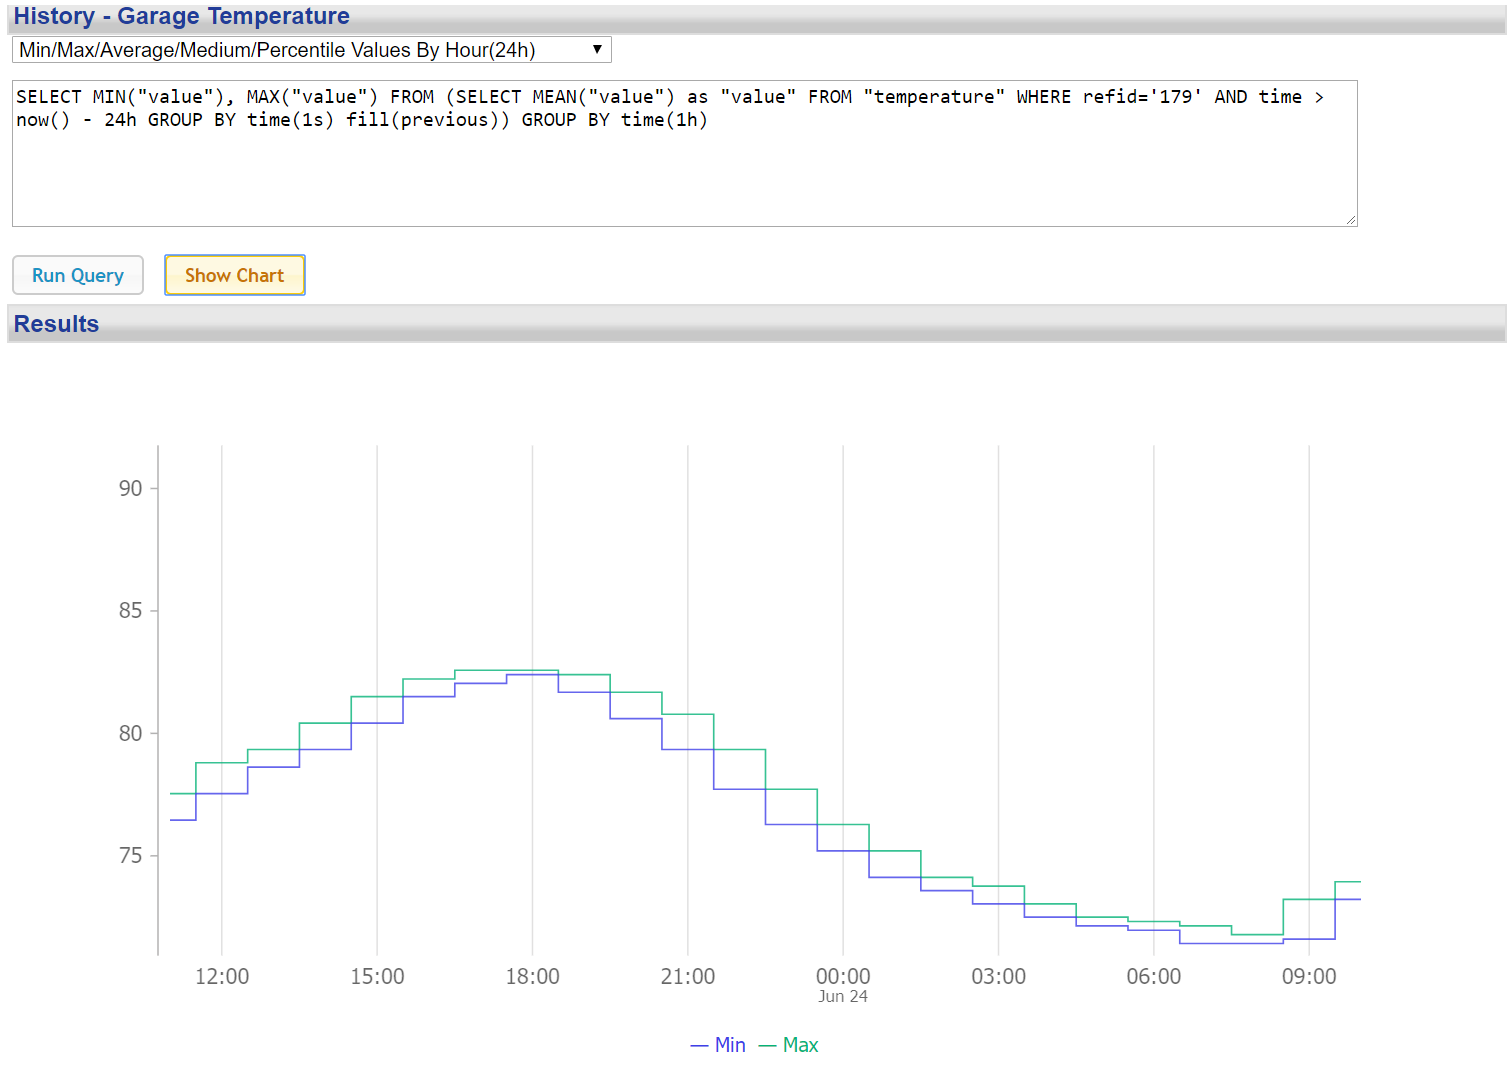 History - Garage Temperature
Min/Max/Average/Medium/Percentile Values By Hour(24h)
SELECT MIN("value"), MAX("value") FROM (SELECT MEAN("value") as "value" FROM "temperature" WHERE refid='179' AND time >
now() - 24h GROUP BY time(1s) fill(previous)) GROUP BY time(1h)
Run Query Show Chart
Results
90
85
80
75
12:00 15:00 18:00 21:00 00:00 03:00 06:00 09:00
Jun 24
Min Max